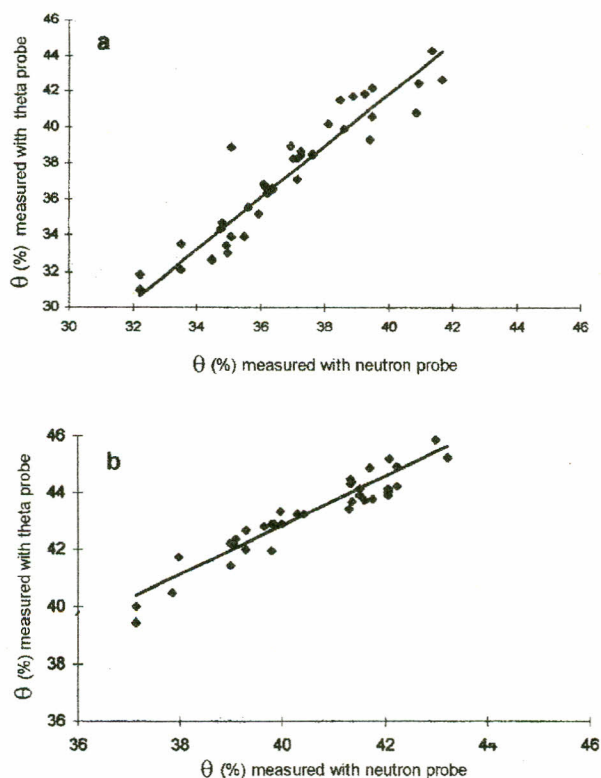 a
46
44
42
40
38
36
34
32
30
θ (%) measured with theta probe
30 32 34 36 38 40 42 44 46
θ (%) measured with neutron probe
b
46
44
42
40
38
36
θ (%) measured with theta probe
36 38 40 42 44 46
θ (%) measured with neutron probe